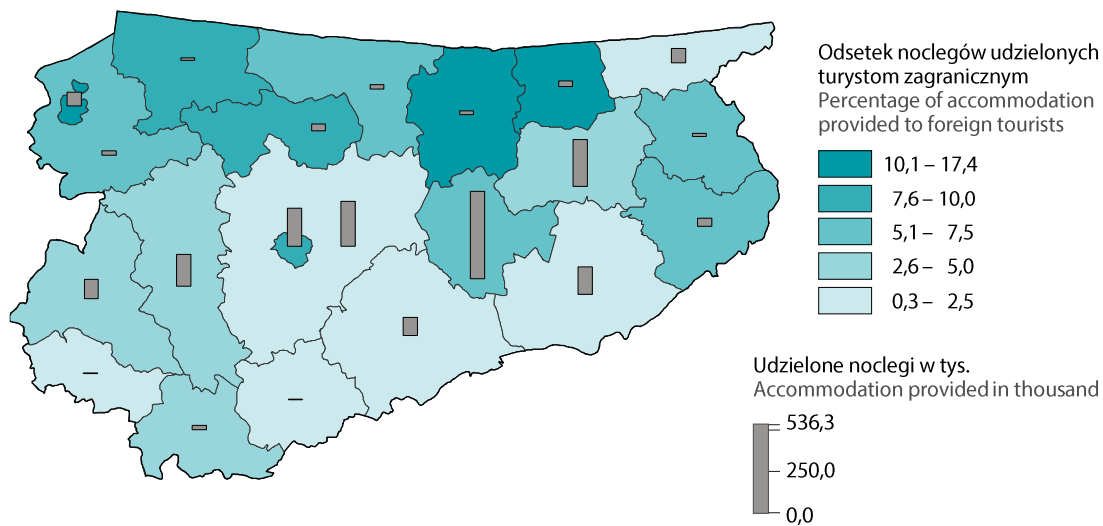 Odsetek noclegów udzielonych
turystom zagranicznym
Percentage of accommodation
provided to foreign tourists
10,1 – 17,4
7,6 – 10,0
5,1 – 7,5
2,6 – 5,0
0,3 – 2,5
Udzielone noclegi w tys.
Accommodation provided in thousand
536,3
250,0
0,0